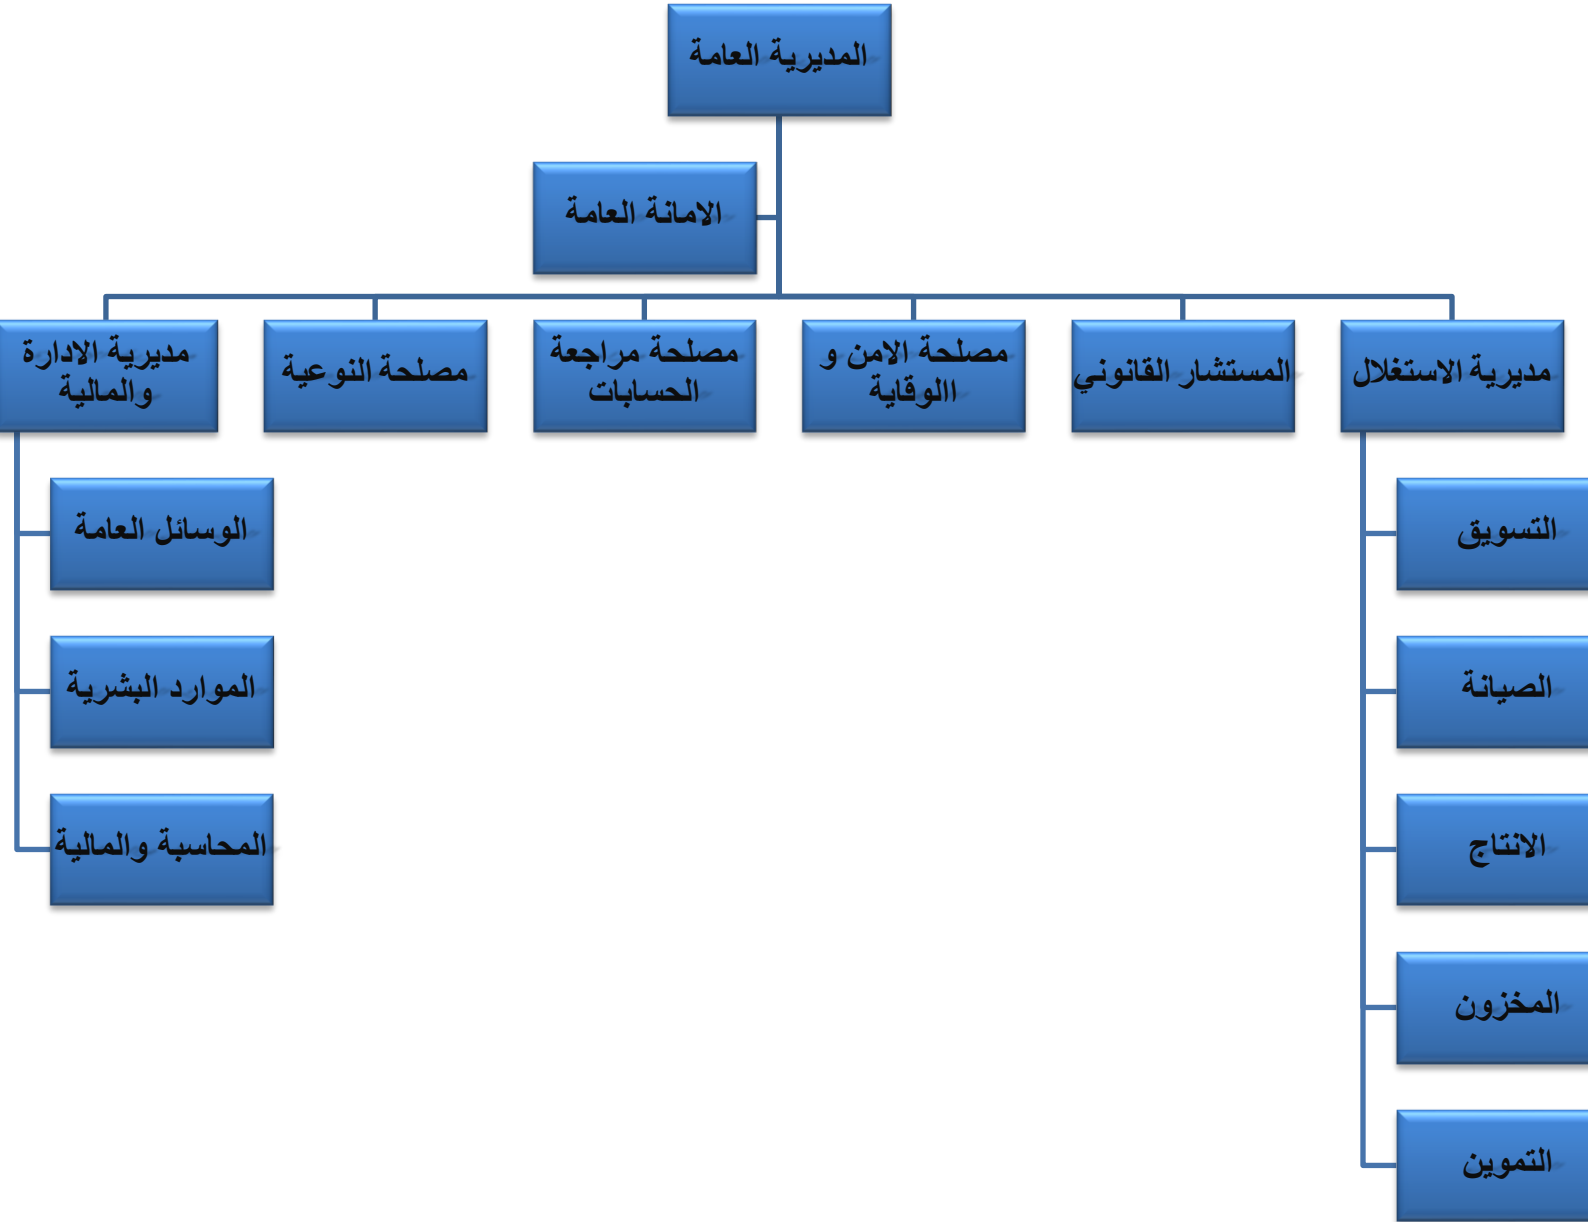 المديرية العامة
الامانة العامة
مديرية الاستغلال
المستشار القانوني
مصلحة الامن و
االوقاية
مصلحة مراجعة
الحسابات
مصلحة النوعية
مديرية الادارة
والمالية
التسويق
الصيانة
الانتاج
المخزون
التموين
الوسائل العامة
الموارد البشرية
المحاسبة والمالية